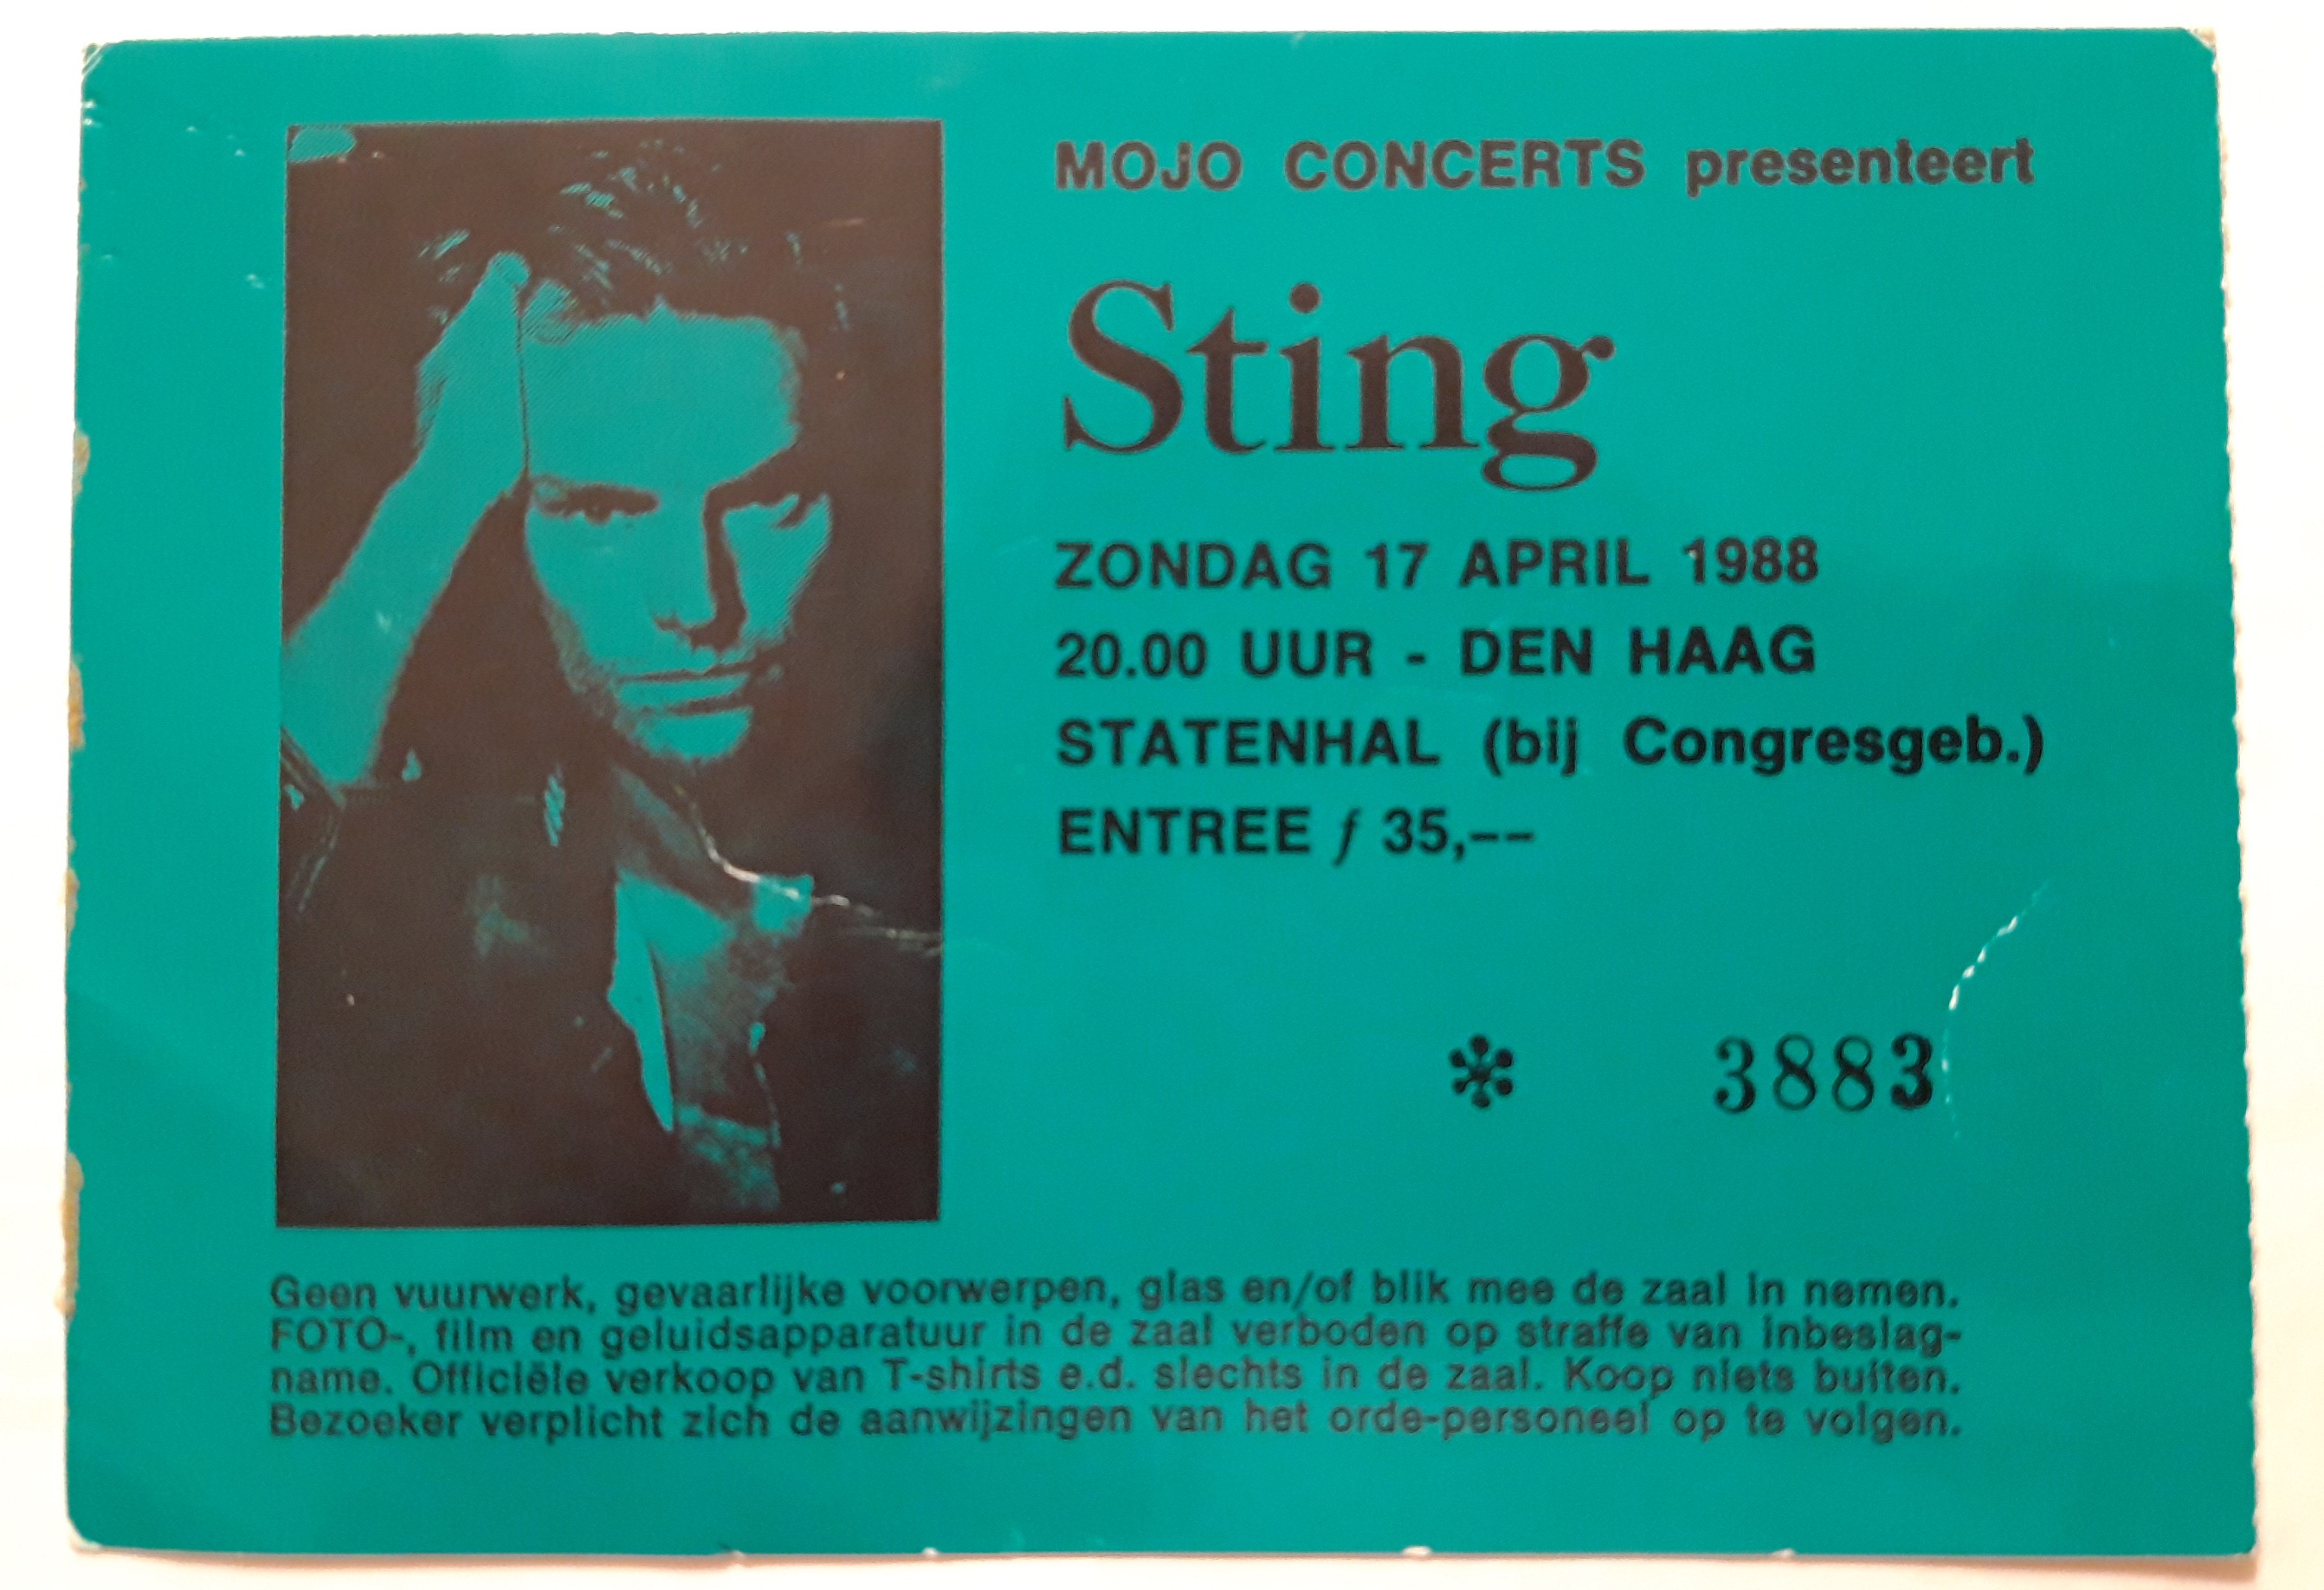 MOJO CONCERTS presenteert
Sting
ZONDAG 17 APRIL 1988
20.00 UUR - DEN HAAG
STATENHAL (bij Congresgeb.)
ENTREE ƒ 35,--
* 3883
Geen vuurwerk, gevaarlijke voorwerpen, glas en/of blik mee de zaal in nemen.
FOTO-, film en geluidsapparatuur in de zaal verboden op straffe van inbeslag-
name. Officiële verkoop van T-shirts e.d. slechts in de zaal. Koop niets buiten.
Bezoeker verplicht zich de aanwijzingen van het orde-personeel op te volgen.